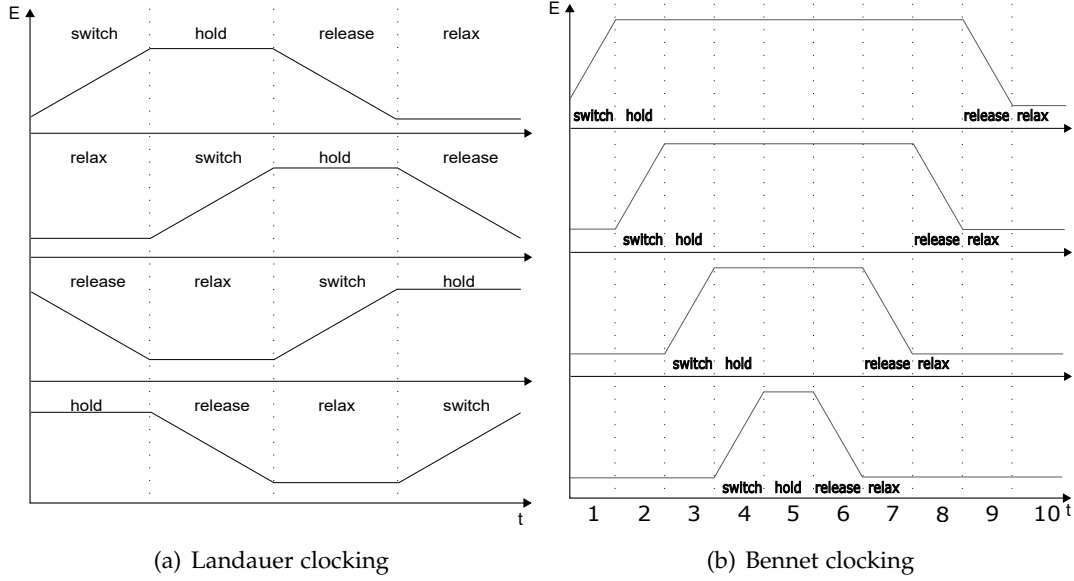 E
switch hold release relax
relax switch hold release
release relax switch hold
hold release relax switch
t
(a) Landauer clocking
E
switch hold release relax
switch hold release relax
switch hold release relax
switch hold release relax
1 2 3 4 5 6 7 8 9 10 t
(b) Bennet clocking